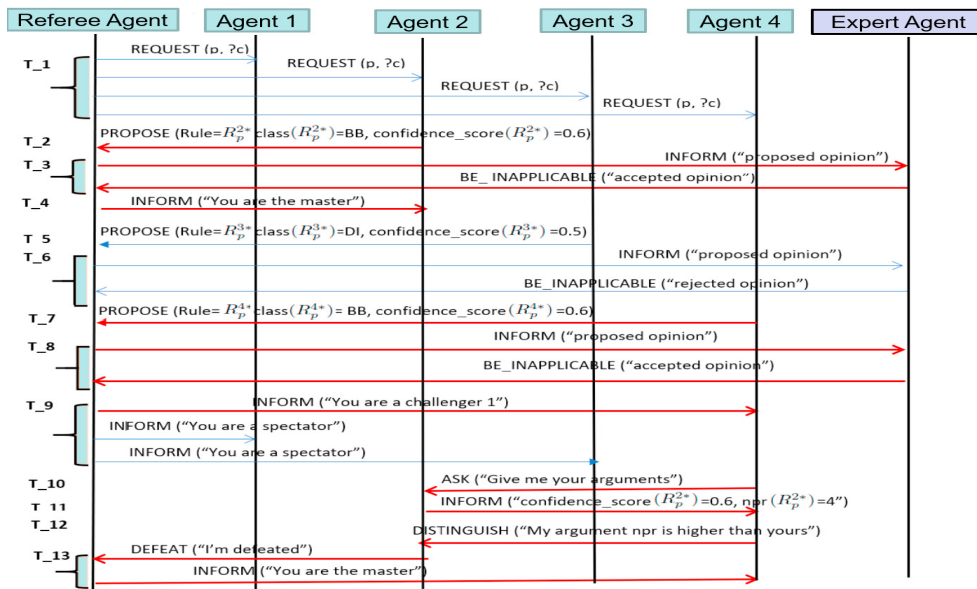 Referee Agent Agent 1 Agent 2 Agent 3 Agent 4 Expert Agent
T_1
REQUEST (p, ?c)
REQUEST (p, ?c)
REQUEST (p, ?c)
REQUEST (p, ?c)
T_2 PROPOSE (Rule=R_p^{2*} class(R_p^{2*})=BB, confidence_score(R_p^{2*}) =0.6)
T_3 INFORM (“proposed opinion”)
BE_ INAPPLICABLE (“accepted opinion”)
T_4 INFORM (“You are the master”)
T_5 PROPOSE (Rule=R_p^{3*} class(R_p^{3*})=DI, confidence_score(R_p^{3*}) =0.5)
T_6 INFORM (“proposed opinion”)
BE_INAPPLICABLE (“rejected opinion”)
T_7 PROPOSE (Rule= R_p^{4*} class(R_p^{4*})= BB, confidence_score(R_p^{4*}) =0.6)
T_8 INFORM (“proposed opinion”)
BE_INAPPLICABLE (“accepted opinion”)
T_9 INFORM (“You are a challenger 1”)
INFORM (“You are a spectator”)
INFORM (“You are a spectator”)
T_10 ASK (“Give me your arguments”)
T_11 INFORM (“confidence_score(R_p^{2*})=0.6, npr(R_p^{2*})=4”)
T_12 DISTINGUISH (“My argument npr is higher than yours”)
T_13 DEFEAT (“I’m defeated”)
INFORM (“You are the master”)